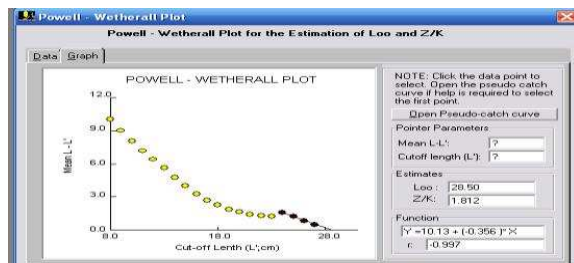 Powell - Wetherall Plot
Powell - Wetherall Plot for the Estimation of Loo and Z/K
Data Graph
POWELL - WETHERALL PLOT
Mean L - L'
12.0
9.0
6.0
3.0
0.0
8.0 18.0 28.0
Cut-off Lenth (L';cm)
NOTE: Click the data point to
select. Open the pseudo catch
curve if help is required to select
the first point.
Open Pseudo-catch curve
Pointer Parameters
Mean L-L': ?
Cutoff length (L'): ?
Estimates
Loo : 28.50
Z/K: 1.812
Function
Y =10.13 + (-0.356 )* X
r: -0.997